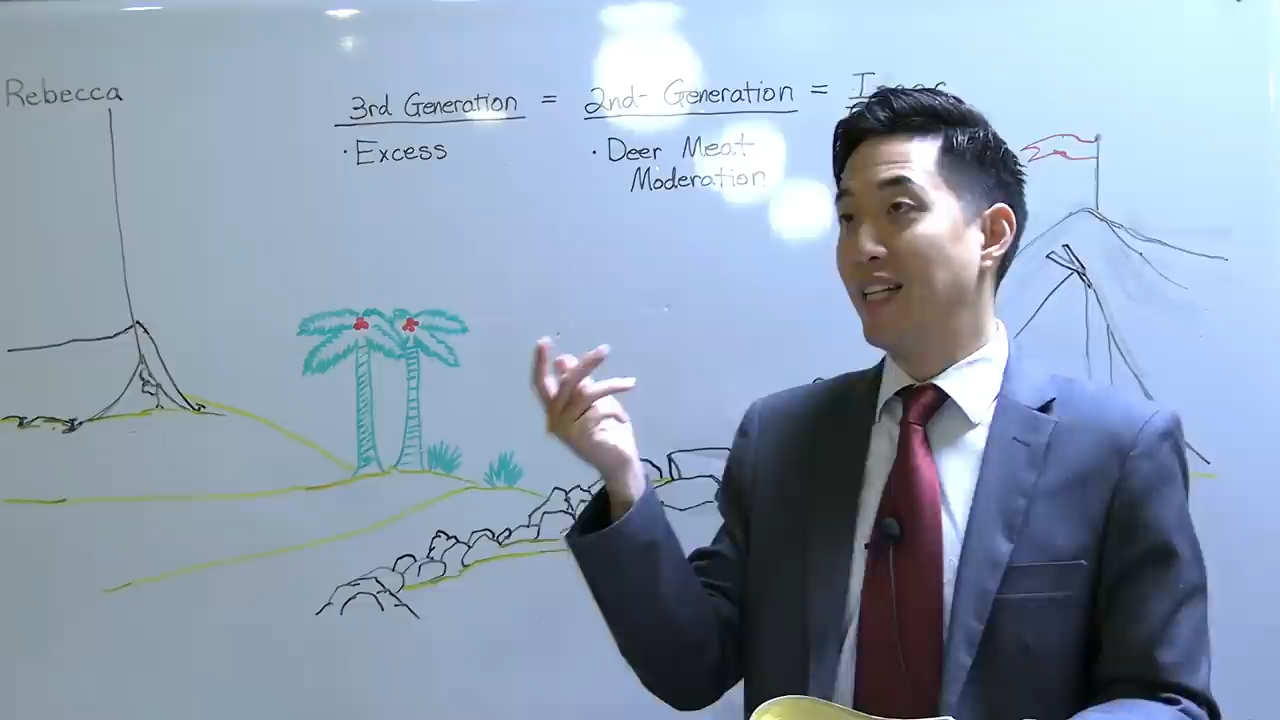 Rebecca
3rd Generation = 2nd- Generation =
· Excess
· Deer Meat
Moderation